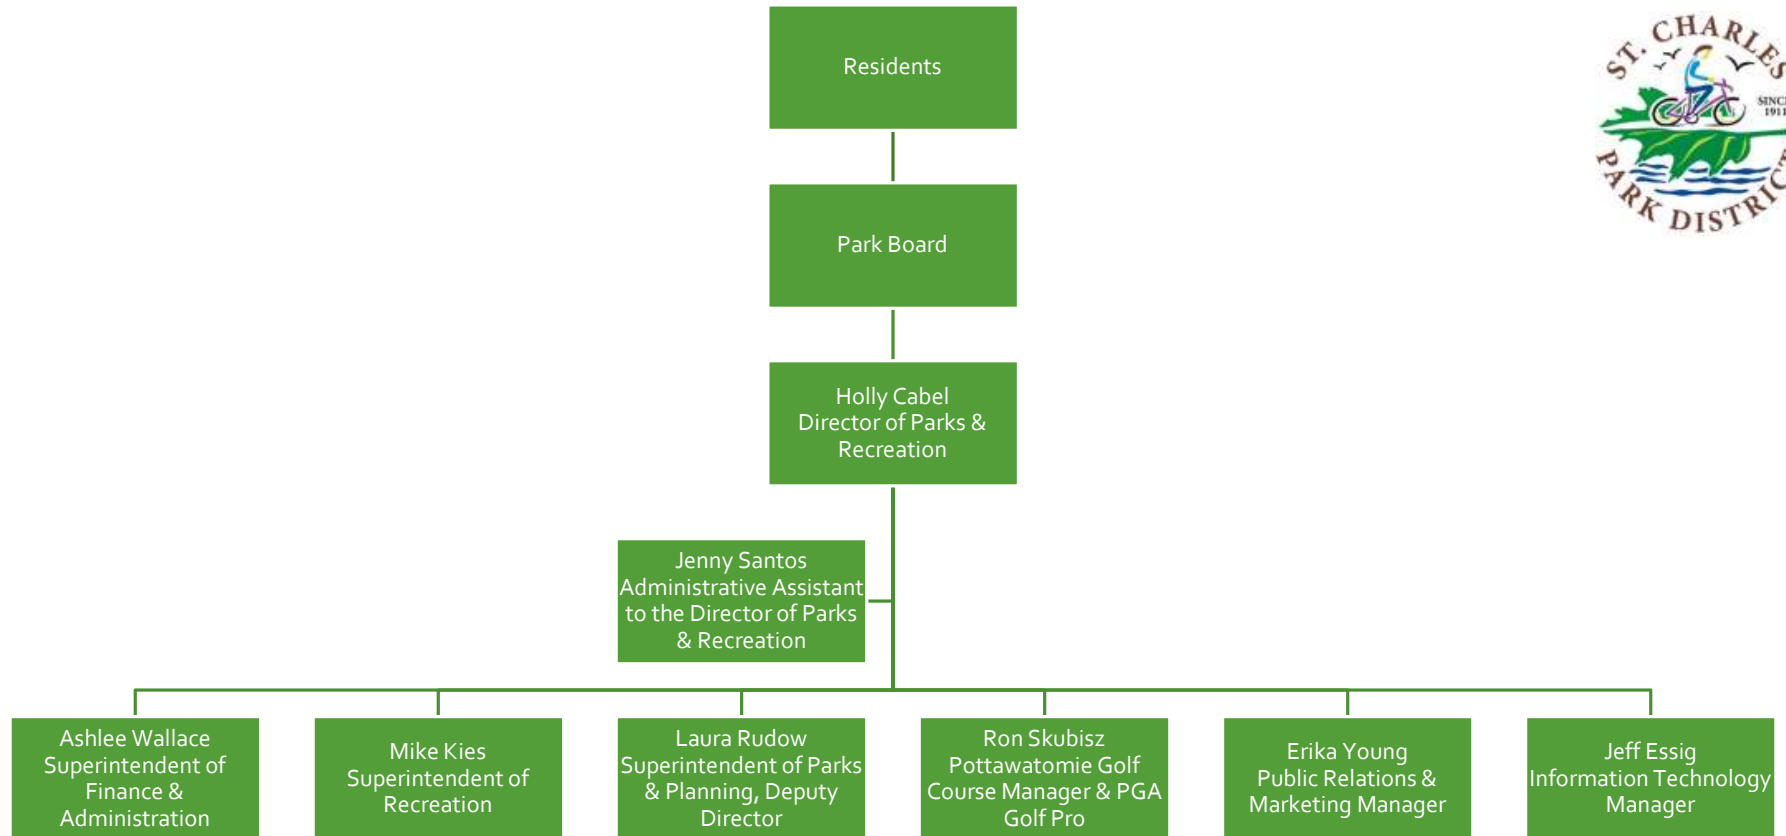 Residents
ST. CHARLES
SINCE
1911
PARK DISTRICT
Park Board
Holly Cabel
Director of Parks &
Recreation
Jenny Santos
Administrative Assistant
to the Director of Parks
& Recreation
Ashlee Wallace
Superintendent of
Finance &
Administration
Mike Kies
Superintendent of
Recreation
Laura Rudow
Superintendent of Parks
& Planning, Deputy
Director
Ron Skubisz
Pottawatomie Golf
Course Manager & PGA
Golf Pro
Erika Young
Public Relations &
Marketing Manager
Jeff Essig
Information Technology
Manager